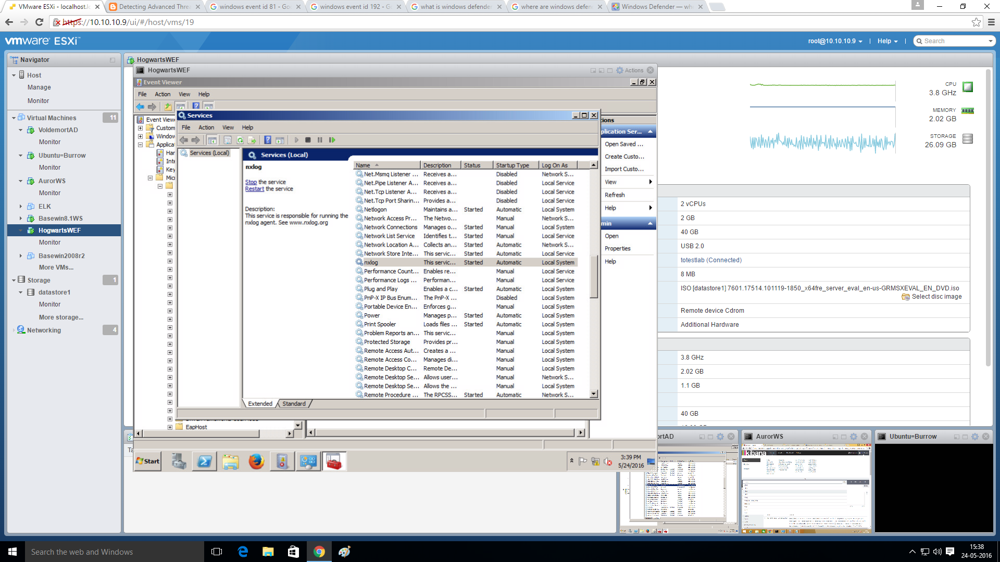 VMware ESXi - localhost.lo
Detecting Advanced Threa
windows event id 81 - Goo
windows event id 192 - Go
what is windows defender
where are windows defen
Windows Defender — whe
https://10.10.10.9/ui/#/host/vms/19
vmware ESXi™
root@10.10.10.9
Help
Search
Navigator
Host
Manage
Monitor
Virtual Machines 11
VoldemortAD
Monitor
Ubuntu=Burrow
Monitor
AurorWS
Monitor
ELK
Basewin8.1WS
HogwartsWEF
Monitor
Basewin2008r2
More VMs...
Storage 1
datastore1
Monitor
More storage...
Networking 4
HogwartsWEF
HogwartsWEF
Actions
Event Viewer
File Action View Help
Event Viewe
Custom
Window
Applicat
Har
Inte
Key
Mic
EapHost
Services
File Action View Help
Services (Local)
Services (Local)
nxlog
Stop the service
Restart the service
Description:
This service is responsible for running the
nxlog agent. See www.nxlog.org
Name Description Status Startup Type Log On As
Net.Msmq Listener ... Receives a... Disabled Network S...
Net.Pipe Listener A... Receives a... Disabled Local Service
Net.Tcp Listener A... Receives a... Disabled Local Service
Net.Tcp Port Sharin... Provides a... Disabled Local Service
Netlogon Maintains a... Started Automatic Local System
Network Access Pr... The Netwo... Manual Network S...
Network Connections Manages o... Started Manual Local System
Network List Service Identifies t... Started Manual Local Service
Network Location A... Collects an... Started Automatic Network S...
Network Store Inte... This servic... Started Automatic Local Service
nxlog This servic... Started Automatic Local System
Performance Count... Enables re... Manual Local Service
Performance Logs ... Performan... Manual Local Service
Plug and Play Enables a c... Started Automatic Local System
PnP-X IP Bus Enum... The PnP-X ... Disabled Local System
Portable Device En... Enforces g... Manual Local System
Power Manages p... Started Automatic Local System
Print Spooler Loads files ... Started Automatic Local System
Problem Reports an... This servic... Manual Local System
Protected Storage Provides pr... Manual Local System
Remote Access Aut... Creates a ... Manual Local System
Remote Access Co... Manages di... Manual Local System
Remote Desktop C... Remote De... Manual Local System
Remote Desktop Se... Allows user... Manual Network S...
Remote Desktop Se... Allows the ... Manual Local System
Remote Procedure ... The RPCSS... Started Automatic Network S...
Extended Standard
tions
plication Ser...
Open Saved ...
Create Custo...
Import Custo...
View
Refresh
Help
min
Open
Properties
Help
Start
3:39 PM
5/24/2016
CPU
3.8 GHz
MEMORY
2.02 GB
STORAGE
26.09 GB
2 vCPUs
2 GB
40 GB
USB 2.0
totestlab (Connected)
8 MB
ISO [datastore1] 7601.17514.101119-1850_x64fre_server_eval_en-us-GRMSXEVAL_EN_DVD.iso
Select disc image
Remote device Cdrom
Additional Hardware
3.8 GHz
2.02 GB
1.1 GB
40 GB
Ta
ortAD
AurorWS
Ubuntu=Burrow
kibana
Search the web and Windows
15:38
24-05-2016